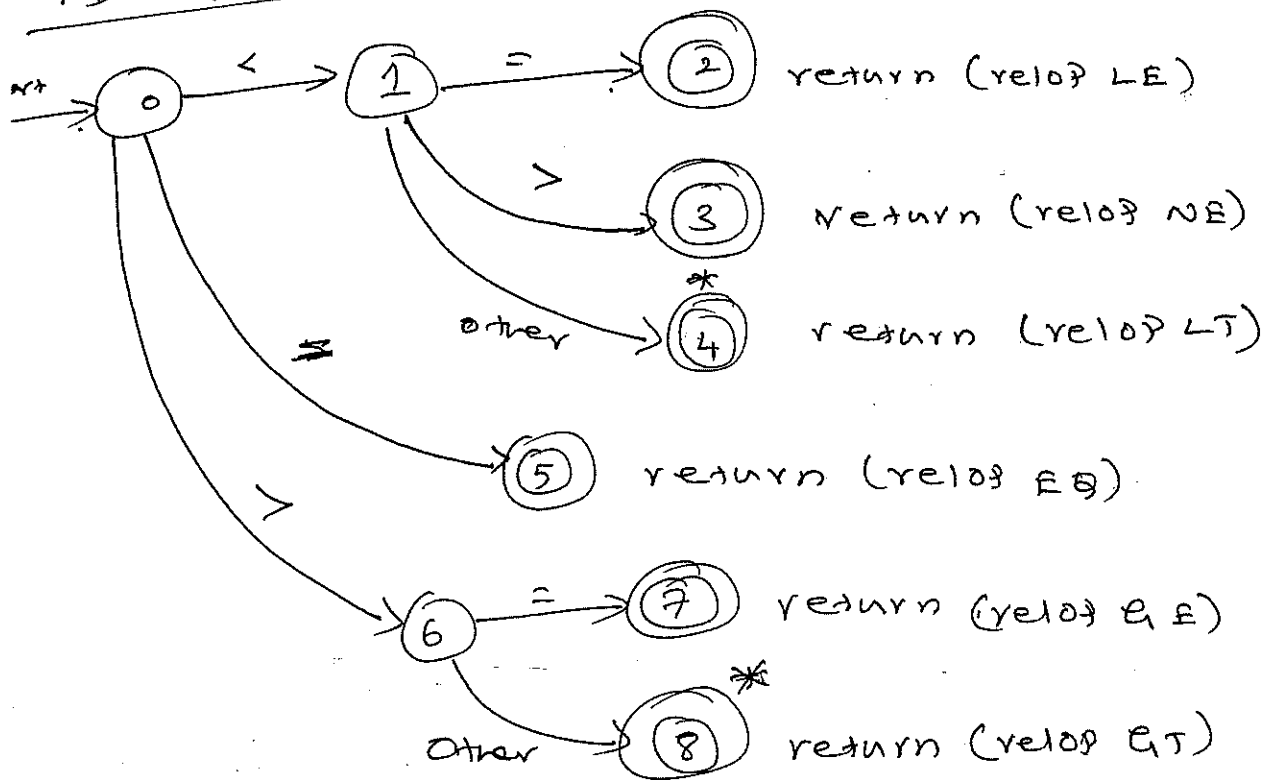 <
0
1
=
2
return (relop LE)
>
3
return (relop NE)
*
other
4
return (relop LT)
=
5
return (relop EQ)
>
6
=
7
return (relop GE)
*
other
8
return (relop GT)